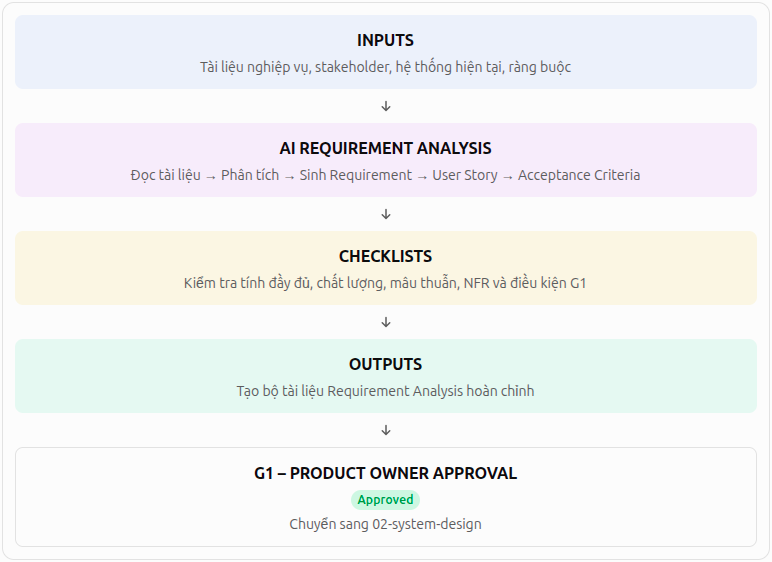 INPUTS
Tài liệu nghiệp vụ, stakeholder, hệ thống hiện tại, ràng buộc
↓
AI REQUIREMENT ANALYSIS
Đọc tài liệu → Phân tích → Sinh Requirement → User Story → Acceptance Criteria
↓
CHECKLISTS
Kiểm tra tính đầy đủ, chất lượng, mâu thuẫn, NFR và điều kiện G1
↓
OUTPUTS
Tạo bộ tài liệu Requirement Analysis hoàn chỉnh
↓
G1 – PRODUCT OWNER APPROVAL
Approved
Chuyển sang 02-system-design